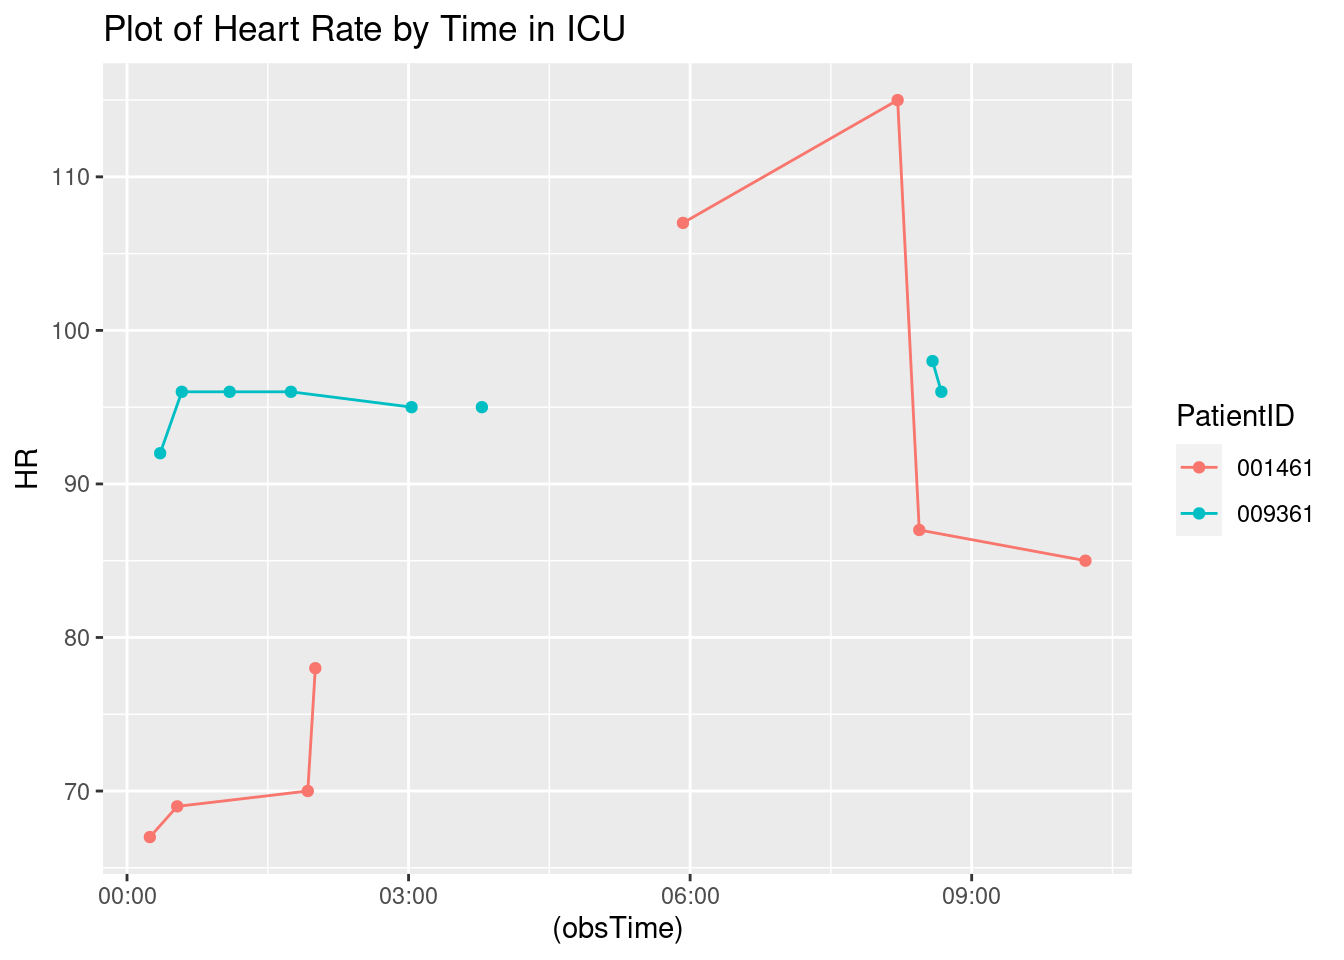 Plot of Heart Rate by Time in ICU
110
100
90
80
70
HR
00:00 03:00 06:00 09:00
(obsTime)
PatientID
001461
009361